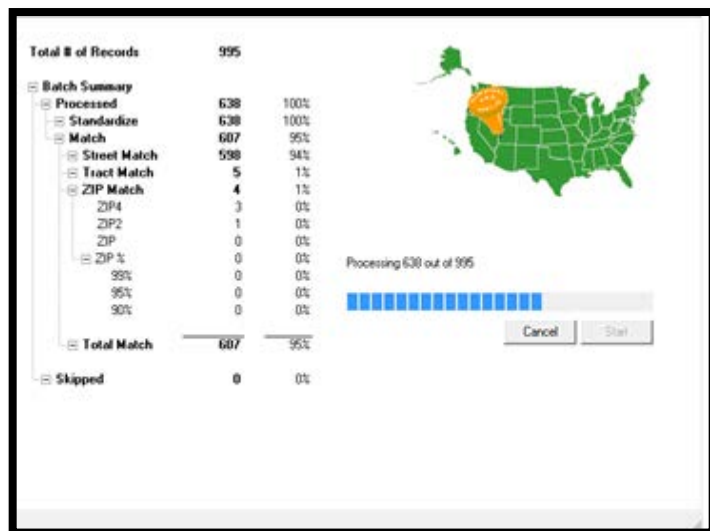 Total # of Records 995
Batch Summary
Processed 638 100%
Standardize 638 100%
Match 607 95%
Street Match 598 94%
Tract Match 5 1%
ZIP Match 4 1%
ZIP4 3 0%
ZIP2 1 0%
ZIP 0 0%
ZIP % 0 0%
99% 0 0%
95% 0 0%
90% 0 0%
Total Match 607 95%
Skipped 0 0%
Processing 638 out of 995
Cancel Start